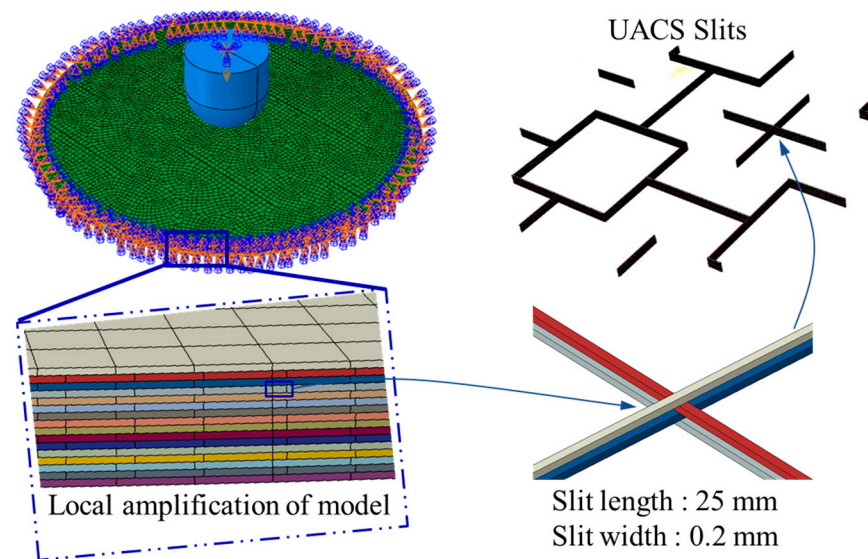 UACS Slits
Local amplification of model
Slit length : 25 mm
Slit width : 0.2 mm